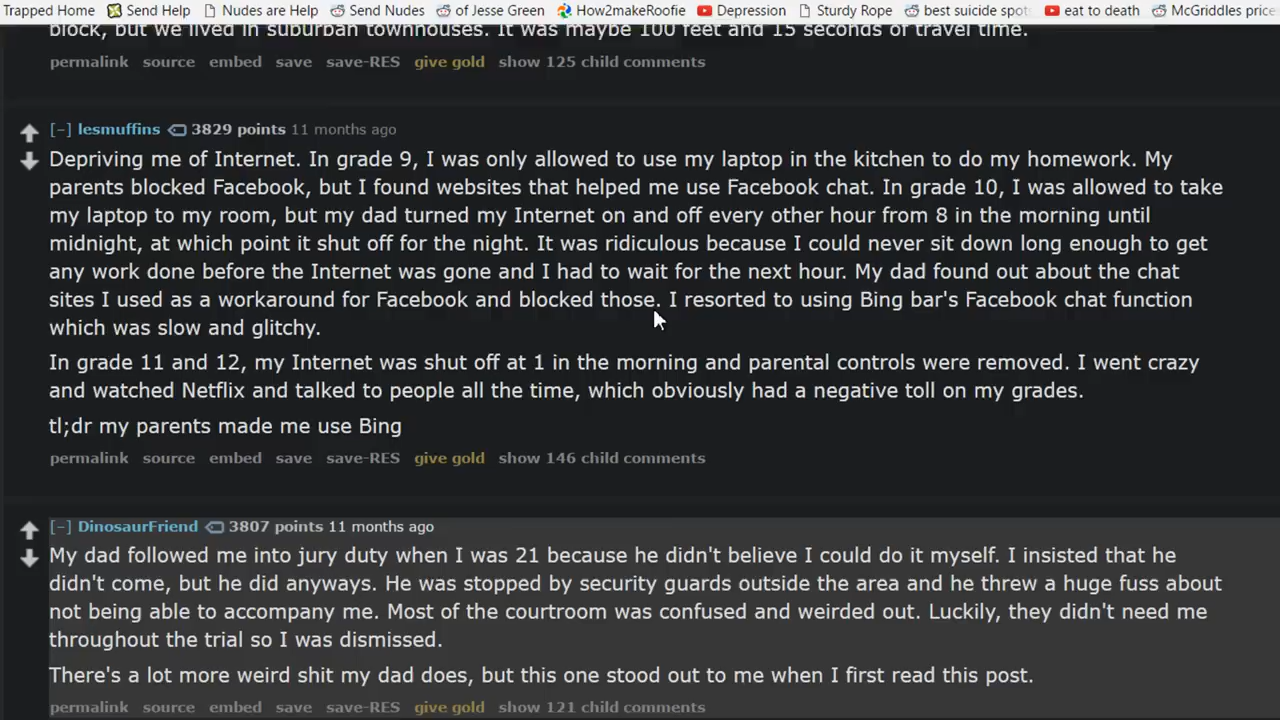 Trapped Home Send Help Nudes are Help Send Nudes of Jesse Green How2makeRoofie Depression Sturdy Rope best suicide spot eat to death McGriddles price
block, but we lived in suburban townhouses. It was maybe 100 feet and 15 seconds of travel time.
permalink source embed save save-RES give gold show 125 child comments
[–] lesmuffins 3829 points 11 months ago
Depriving me of Internet. In grade 9, I was only allowed to use my laptop in the kitchen to do my homework. My
parents blocked Facebook, but I found websites that helped me use Facebook chat. In grade 10, I was allowed to take
my laptop to my room, but my dad turned my Internet on and off every other hour from 8 in the morning until
midnight, at which point it shut off for the night. It was ridiculous because I could never sit down long enough to get
any work done before the Internet was gone and I had to wait for the next hour. My dad found out about the chat
sites I used as a workaround for Facebook and blocked those. I resorted to using Bing bar's Facebook chat function
which was slow and glitchy.
In grade 11 and 12, my Internet was shut off at 1 in the morning and parental controls were removed. I went crazy
and watched Netflix and talked to people all the time, which obviously had a negative toll on my grades.
tl;dr my parents made me use Bing
permalink source embed save save-RES give gold show 146 child comments
[–] DinosaurFriend 3807 points 11 months ago
My dad followed me into jury duty when I was 21 because he didn't believe I could do it myself. I insisted that he
didn't come, but he did anyways. He was stopped by security guards outside the area and he threw a huge fuss about
not being able to accompany me. Most of the courtroom was confused and weirded out. Luckily, they didn't need me
throughout the trial so I was dismissed.
There's a lot more weird shit my dad does, but this one stood out to me when I first read this post.
permalink source embed save save-RES give gold show 121 child comments